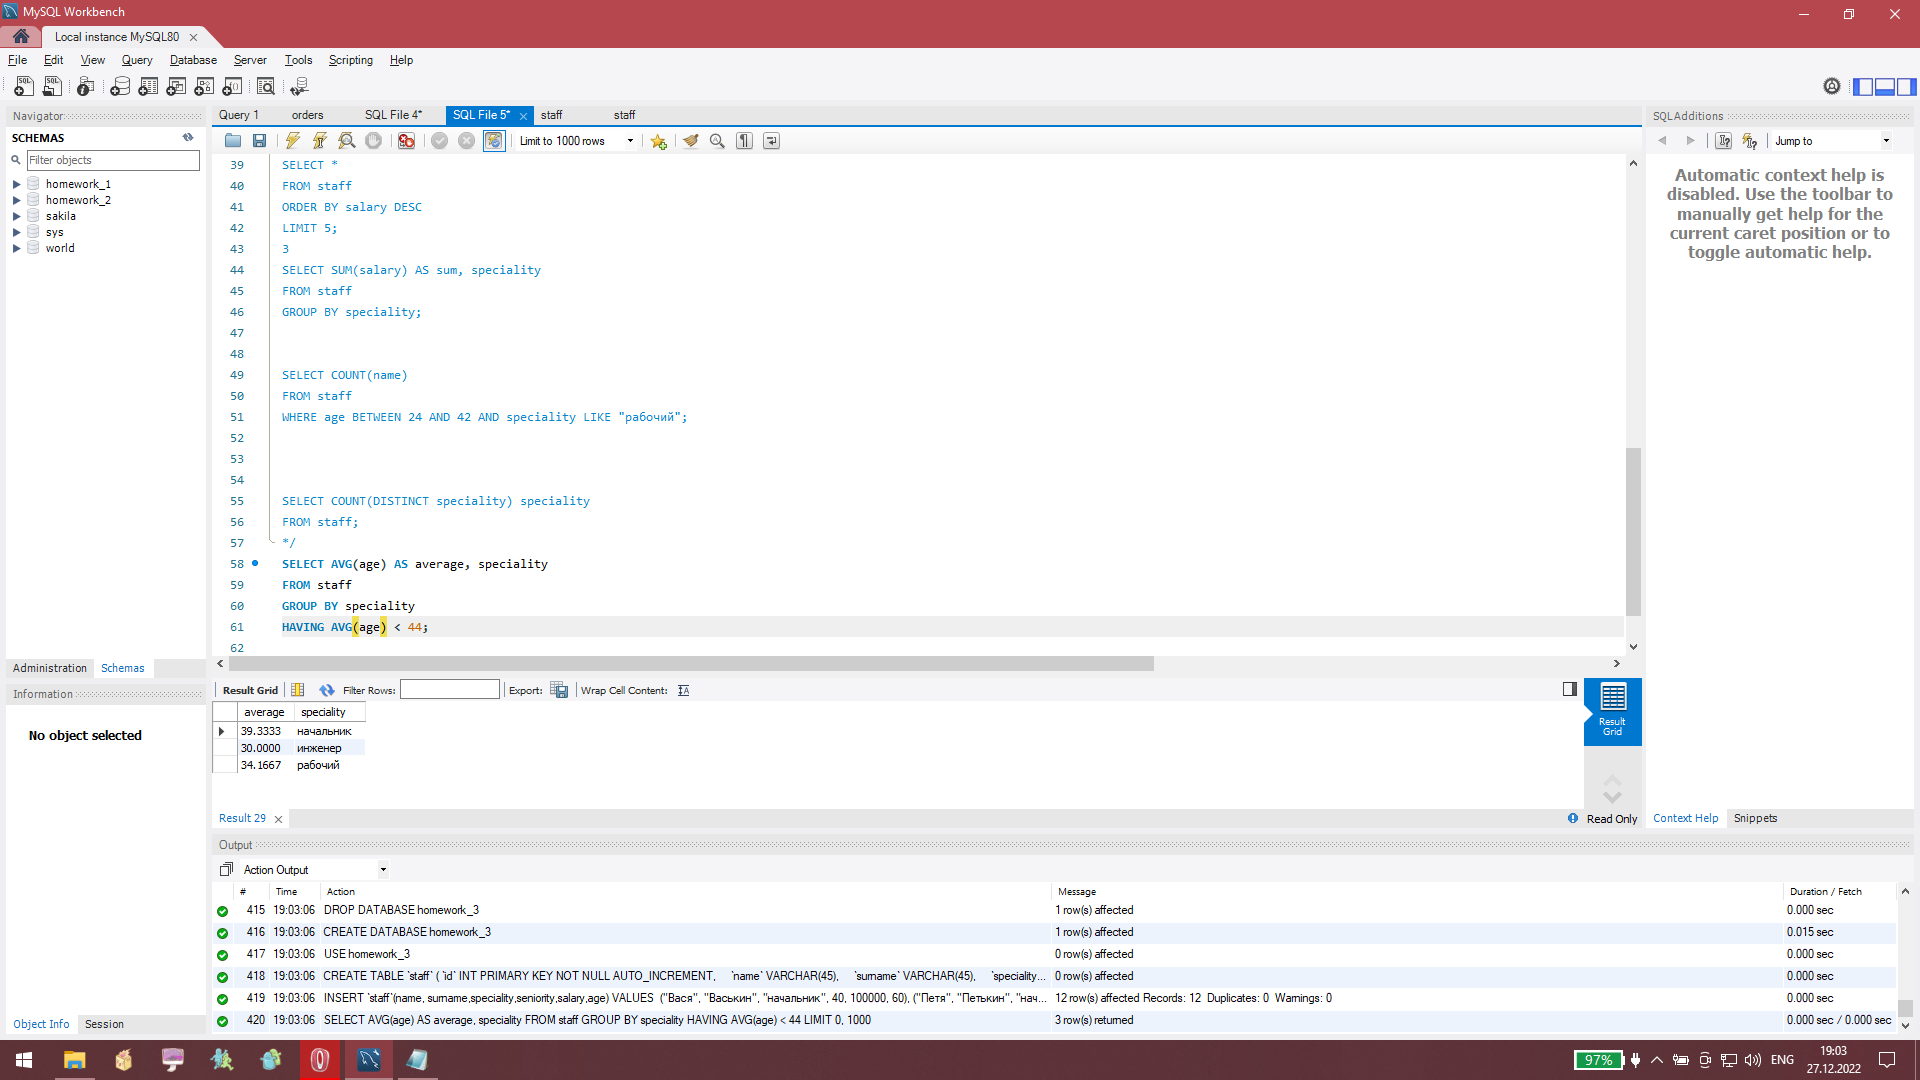 MySQL Workbench
Local instance MySQL80
File Edit View Query Database Server Tools Scripting Help
Navigator
SCHEMAS
Filter objects
homework_1
homework_2
sakila
sys
world
Administration Schemas
Information
No object selected
Object Info Session
Query 1 orders SQL File 4* SQL File 5* staff staff
Limit to 1000 rows
39 SELECT *
40 FROM staff
41 ORDER BY salary DESC
42 LIMIT 5;
43 3
44 SELECT SUM(salary) AS sum, speciality
45 FROM staff
46 GROUP BY speciality;
47
48
49 SELECT COUNT(name)
50 FROM staff
51 WHERE age BETWEEN 24 AND 42 AND speciality LIKE "рабочий";
52
53
54
55 SELECT COUNT(DISTINCT speciality) speciality
56 FROM staff;
57 */
58 SELECT AVG(age) AS average, speciality
59 FROM staff
60 GROUP BY speciality
61 HAVING AVG(age) < 44;
62
Result Grid Filter Rows: Export: Wrap Cell Content:
average speciality
39.3333 начальник
30.0000 инженер
34.1667 рабочий
Result Grid
Result 29
Read Only
SQLAdditions
Jump to
Automatic context help is
disabled. Use the toolbar to
manually get help for the
current caret position or to
toggle automatic help.
Context Help Snippets
Output
Action Output
# Time Action Message Duration / Fetch
415 19:03:06 DROP DATABASE homework_3 1 row(s) affected 0.000 sec
416 19:03:06 CREATE DATABASE homework_3 1 row(s) affected 0.015 sec
417 19:03:06 USE homework_3 0 row(s) affected 0.000 sec
418 19:03:06 CREATE TABLE `staff` ( `id` INT PRIMARY KEY NOT NULL AUTO_INCREMENT, `name` VARCHAR(45), `surname` VARCHAR(45), `speciality... 0 row(s) affected 0.000 sec
419 19:03:06 INSERT `staff`(name, surname,speciality,seniority,salary,age) VALUES ("Вася", "Васькин", "начальник", 40, 100000, 60), ("Петя", "Петькин", "нач... 12 row(s) affected Records: 12 Duplicates: 0 Warnings: 0 0.000 sec
420 19:03:06 SELECT AVG(age) AS average, speciality FROM staff GROUP BY speciality HAVING AVG(age) < 44 LIMIT 0, 1000 3 row(s) returned 0.000 sec / 0.000 sec
97% ENG 19:03
27.12.2022